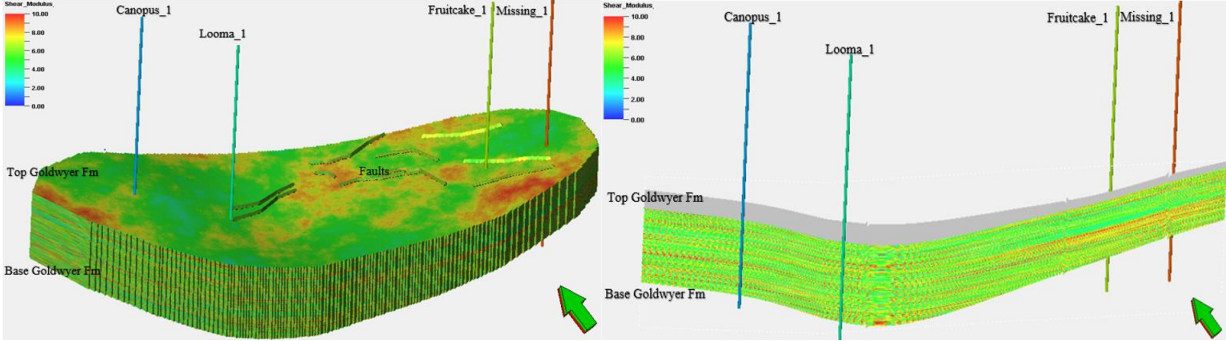 Shear_Modulus
10.00
8.00
6.00
4.00
2.00
0.00
Canopus_1
Looma_1
Fruitcake_1
Missing_1
Top Goldwyer Fm
Faults
Base Goldwyer Fm
Shear_Modulus
10.00
8.00
6.00
4.00
2.00
0.00
Canopus_1
Looma_1
Fruitcake_1
Missing_1
Top Goldwyer Fm
Base Goldwyer Fm